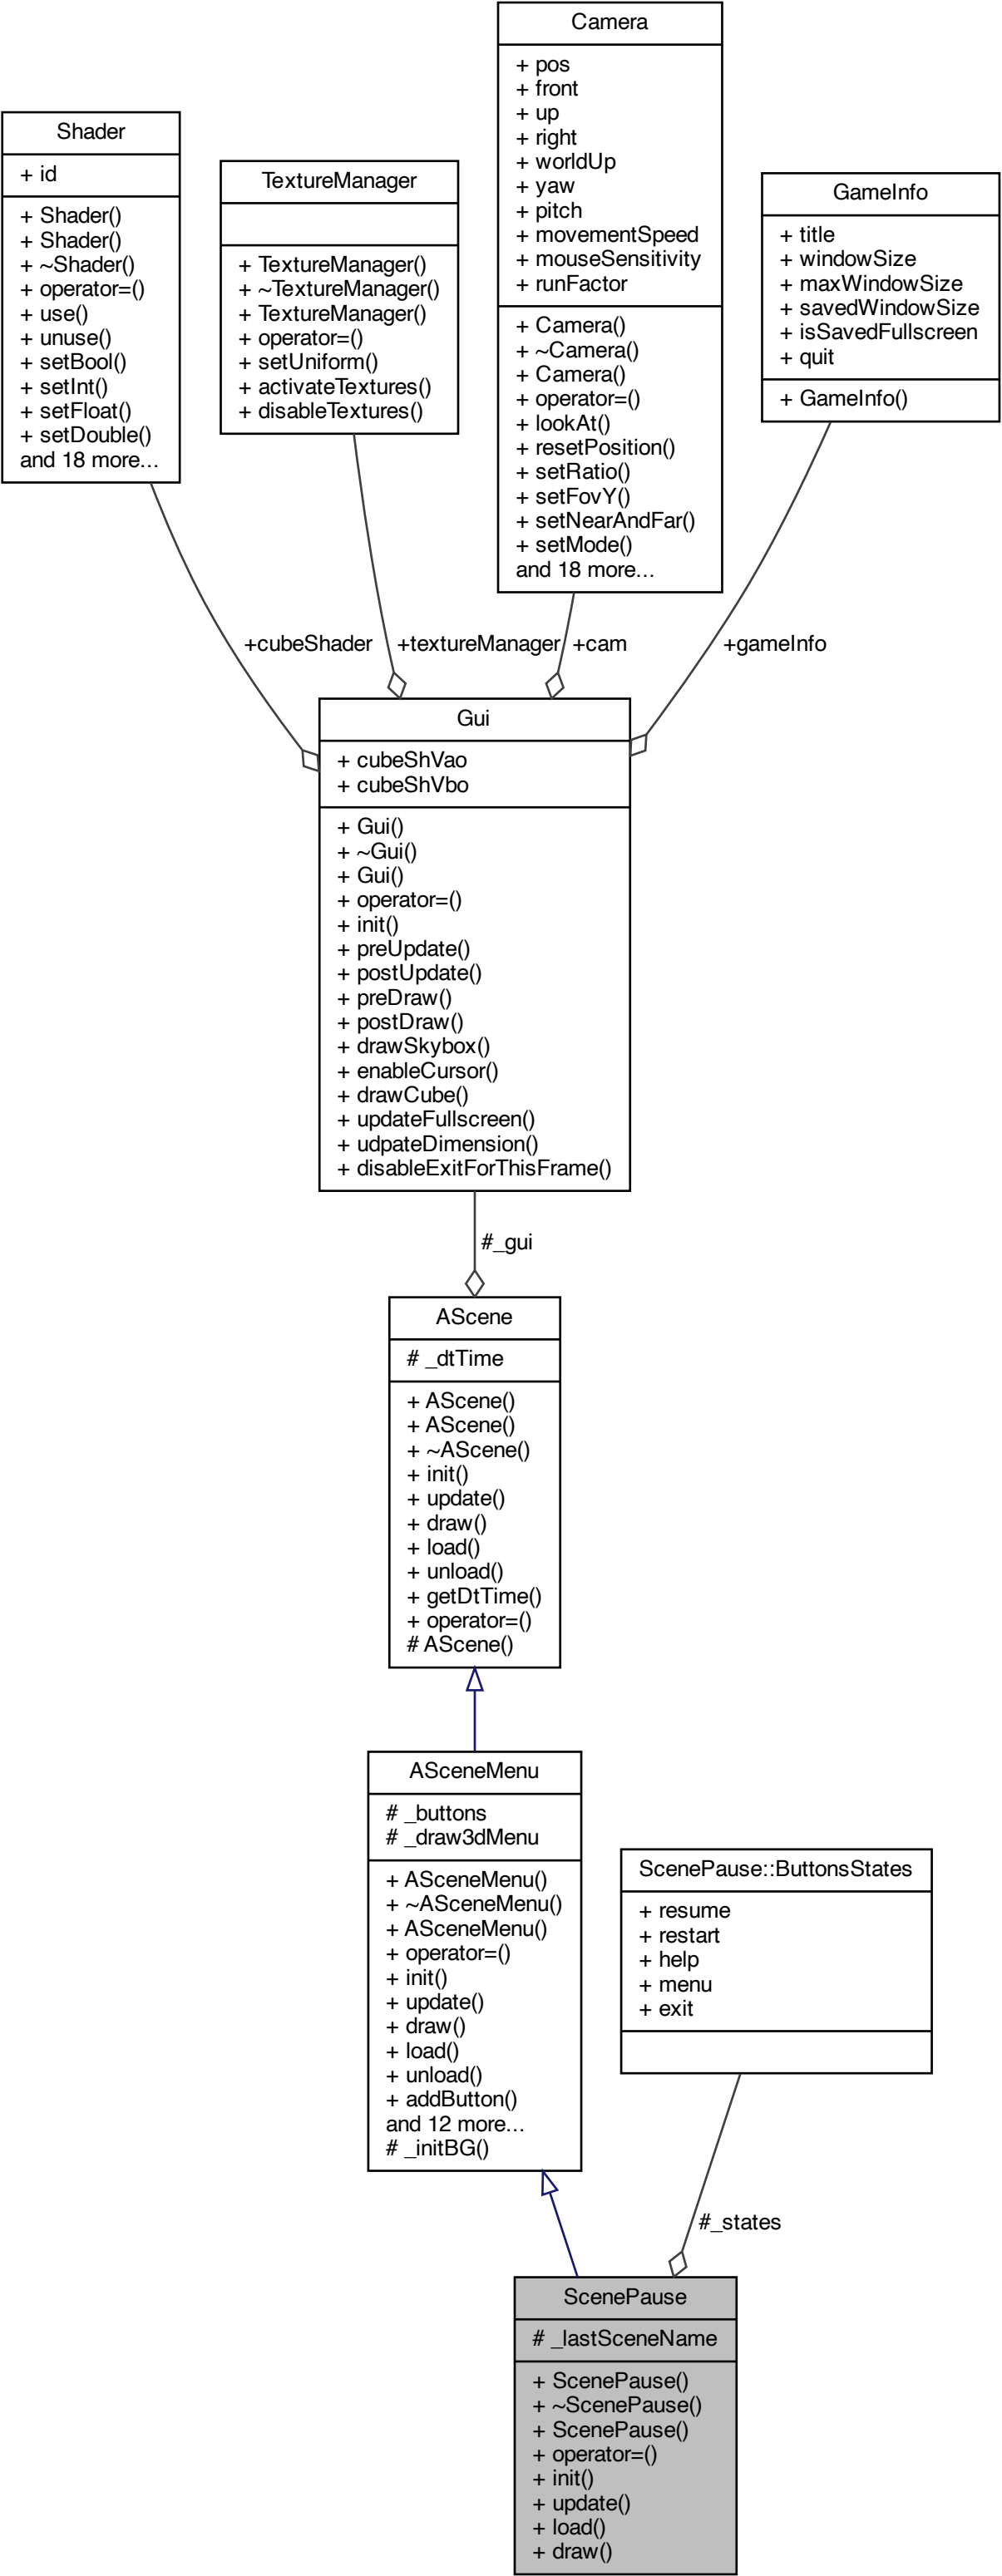 Camera
+ pos
+ front
+ up
+ right
+ worldUp
+ yaw
+ pitch
+ movementSpeed
+ mouseSensitivity
+ runFactor
+ Camera()
+ ~Camera()
+ Camera()
+ operator=()
+ lookAt()
+ resetPosition()
+ setRatio()
+ setFovY()
+ setNearAndFar()
+ setMode()
and 18 more...
Shader
+ id
+ Shader()
+ Shader()
+ ~Shader()
+ operator=()
+ use()
+ unuse()
+ setBool()
+ setInt()
+ setFloat()
+ setDouble()
and 18 more...
TextureManager
+ TextureManager()
+ ~TextureManager()
+ TextureManager()
+ operator=()
+ setUniform()
+ activateTextures()
+ disableTextures()
GameInfo
+ title
+ windowSize
+ maxWindowSize
+ savedWindowSize
+ isSavedFullscreen
+ quit
+ GameInfo()
+cubeShader
+textureManager
+cam
+gameInfo
Gui
+ cubeShVao
+ cubeShVbo
+ Gui()
+ ~Gui()
+ Gui()
+ operator=()
+ init()
+ preUpdate()
+ postUpdate()
+ preDraw()
+ postDraw()
+ drawSkybox()
+ enableCursor()
+ drawCube()
+ updateFullscreen()
+ udpateDimension()
+ disableExitForThisFrame()
#_gui
AScene
# _dtTime
+ AScene()
+ AScene()
+ ~AScene()
+ init()
+ update()
+ draw()
+ load()
+ unload()
+ getDtTime()
+ operator=()
# AScene()
ASceneMenu
# _buttons
# _draw3dMenu
+ ASceneMenu()
+ ~ASceneMenu()
+ ASceneMenu()
+ operator=()
+ init()
+ update()
+ draw()
+ load()
+ unload()
+ addButton()
and 12 more...
# _initBG()
ScenePause::ButtonsStates
+ resume
+ restart
+ help
+ menu
+ exit
#_states
ScenePause
# _lastSceneName
+ ScenePause()
+ ~ScenePause()
+ ScenePause()
+ operator=()
+ init()
+ update()
+ load()
+ draw()